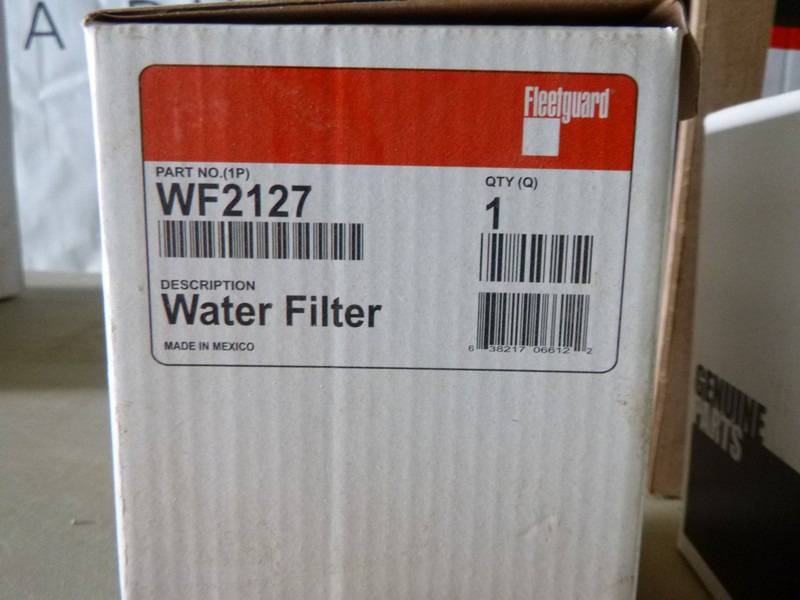 A R
Fleetguard
PART NO.(1P)
WF2127
QTY (Q)
1
DESCRIPTION
Water Filter
MADE IN MEXICO
6 38217 06612 2
GENUINE
PARTS